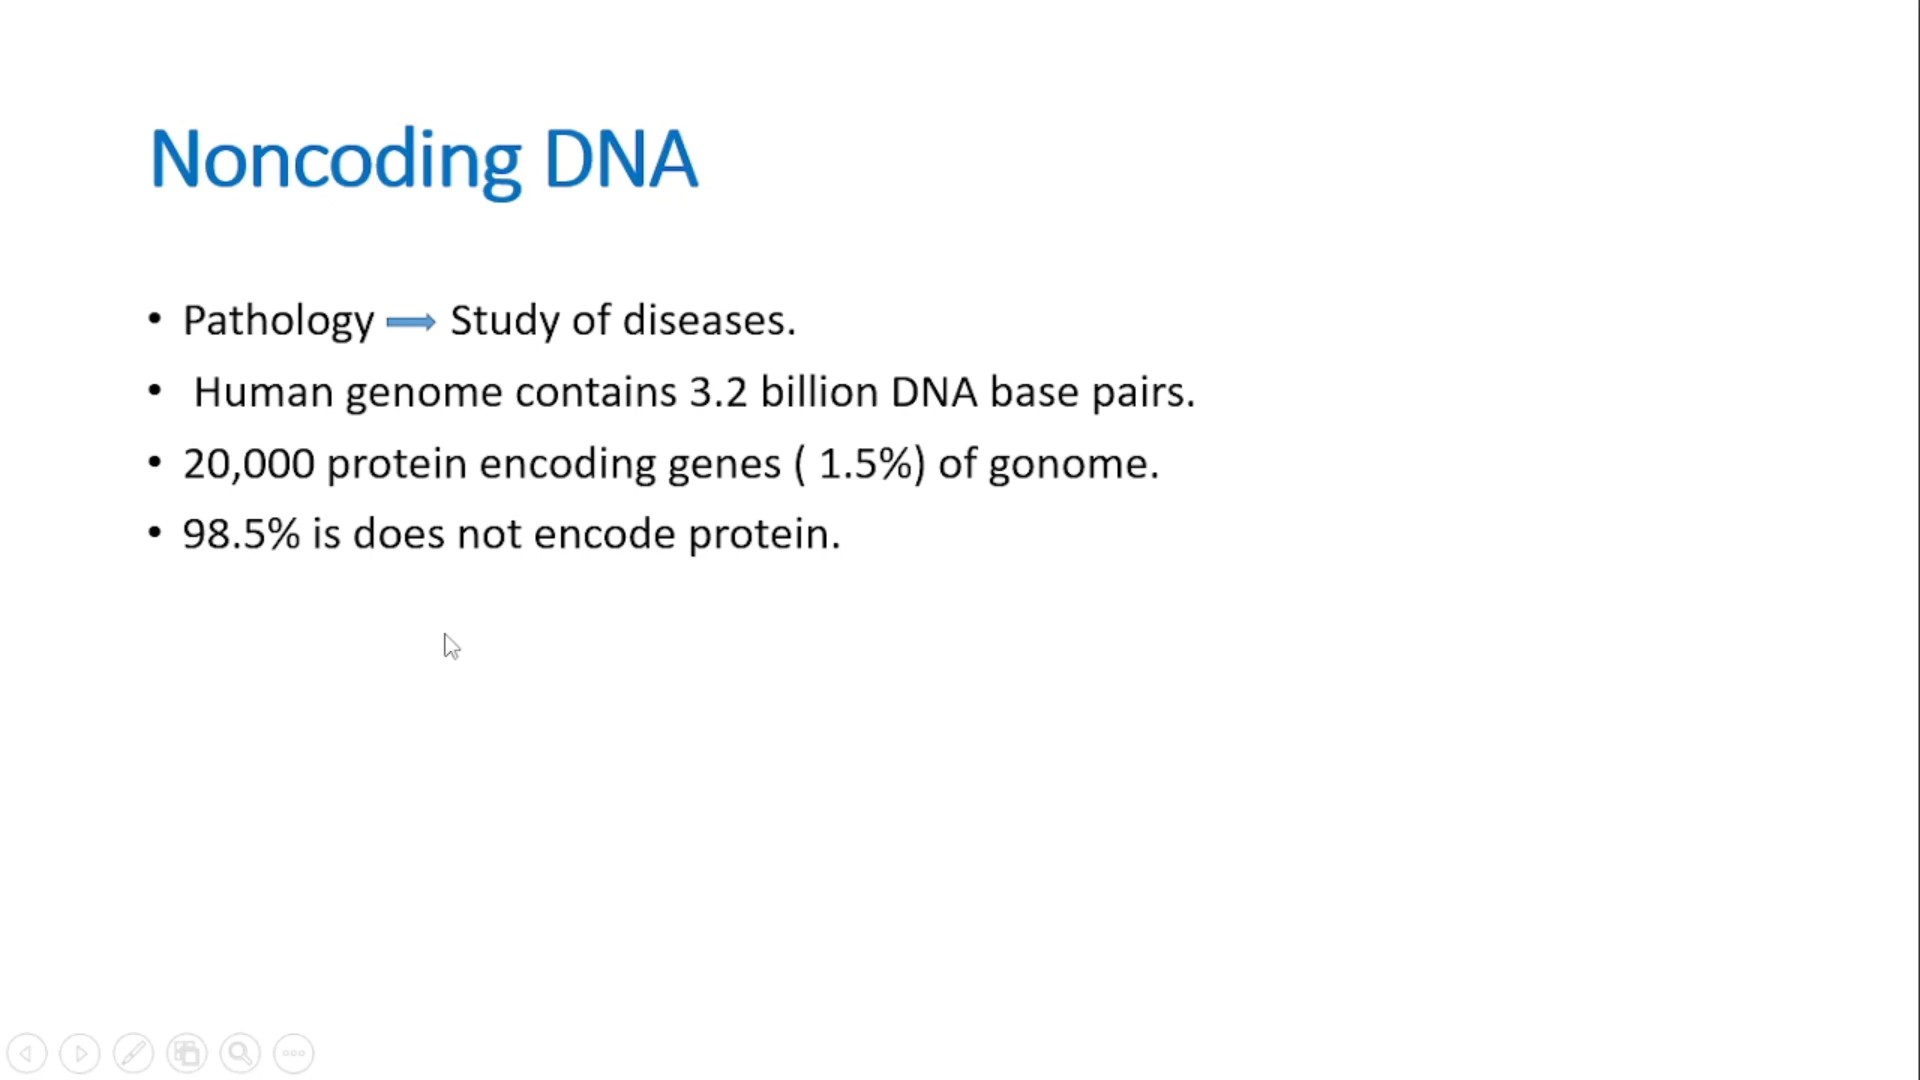 Noncoding DNA
• Pathology Study of diseases.
• Human genome contains 3.2 billion DNA base pairs.
• 20,000 protein encoding genes ( 1.5%) of gonome.
• 98.5% is does not encode protein.